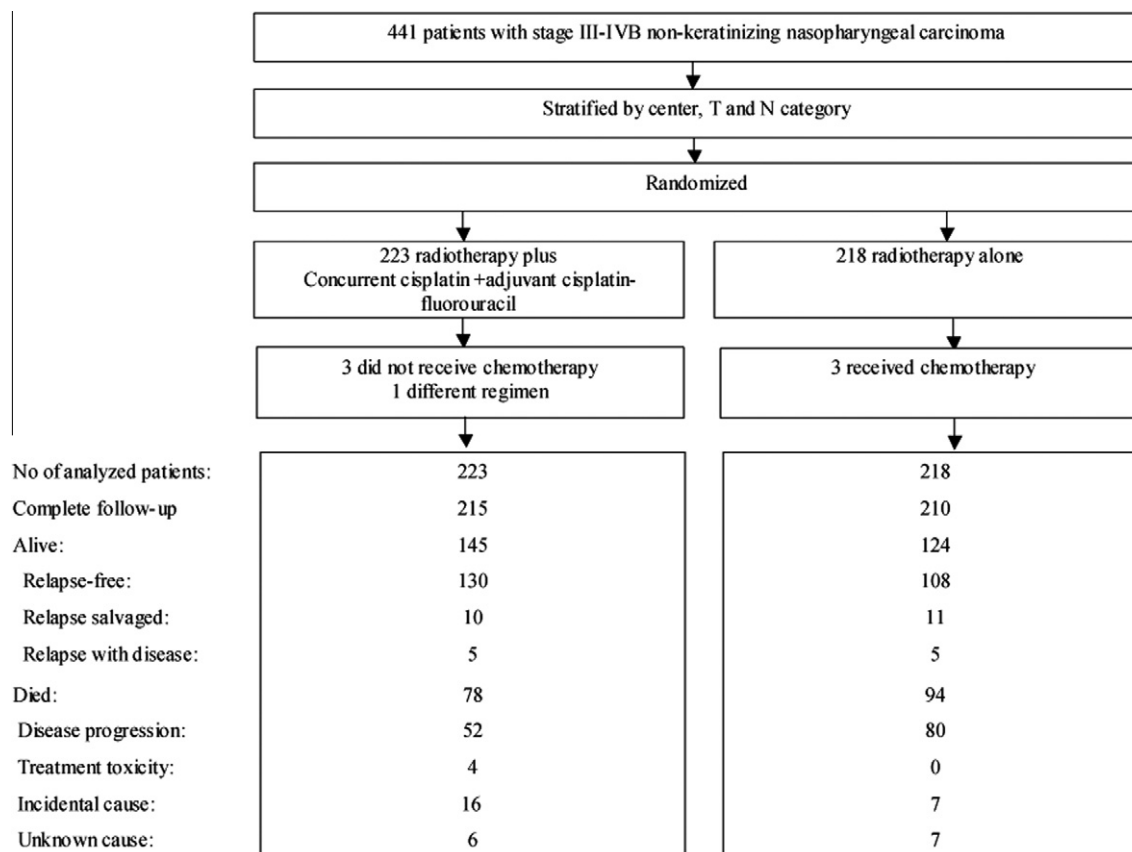 441 patients with stage III-IVB non-keratinizing nasopharyngeal carcinoma
Stratified by center, T and N category
Randomized
223 radiotherapy plus
Concurrent cisplatin +adjuvant cisplatin-
fluorouracil
218 radiotherapy alone
3 did not receive chemotherapy
1 different regimen
3 received chemotherapy
No of analyzed patients: 223 218
Complete follow-up 215 210
Alive: 145 124
Relapse-free: 130 108
Relapse salvaged: 10 11
Relapse with disease: 5 5
Died: 78 94
Disease progression: 52 80
Treatment toxicity: 4 0
Incidental cause: 16 7
Unknown cause: 6 7